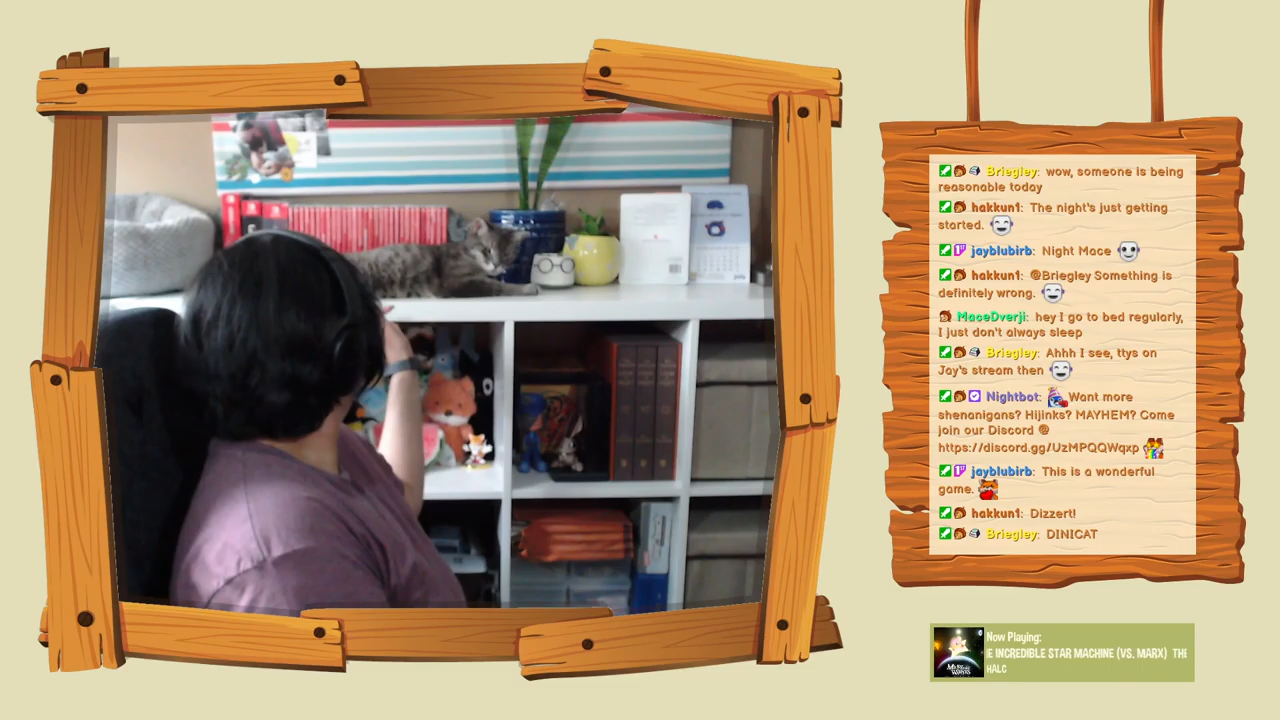 Briegley: wow, someone is being
reasonable today
hakkun1: The night's just getting
started.
jayblubirb: Night Mace
hakkun1: @Briegley Something is
definitely wrong.
MaceDverji: hey I go to bed regularly,
I just don't always sleep
Briegley: Ahhh I see, ttys on
Jay's stream then
Nightbot: Want more
shenanigans? Hijinks? MAYHEM? Come
join our Discord @
https://discord.gg/UzMPQQWqxp
jayblubirb: This is a wonderful
game.
hakkun1: Dizzert!
Briegley: DINICAT
Now Playing:
E INCREDIBLE STAR MACHINE (VS. MARX) THE
HALC